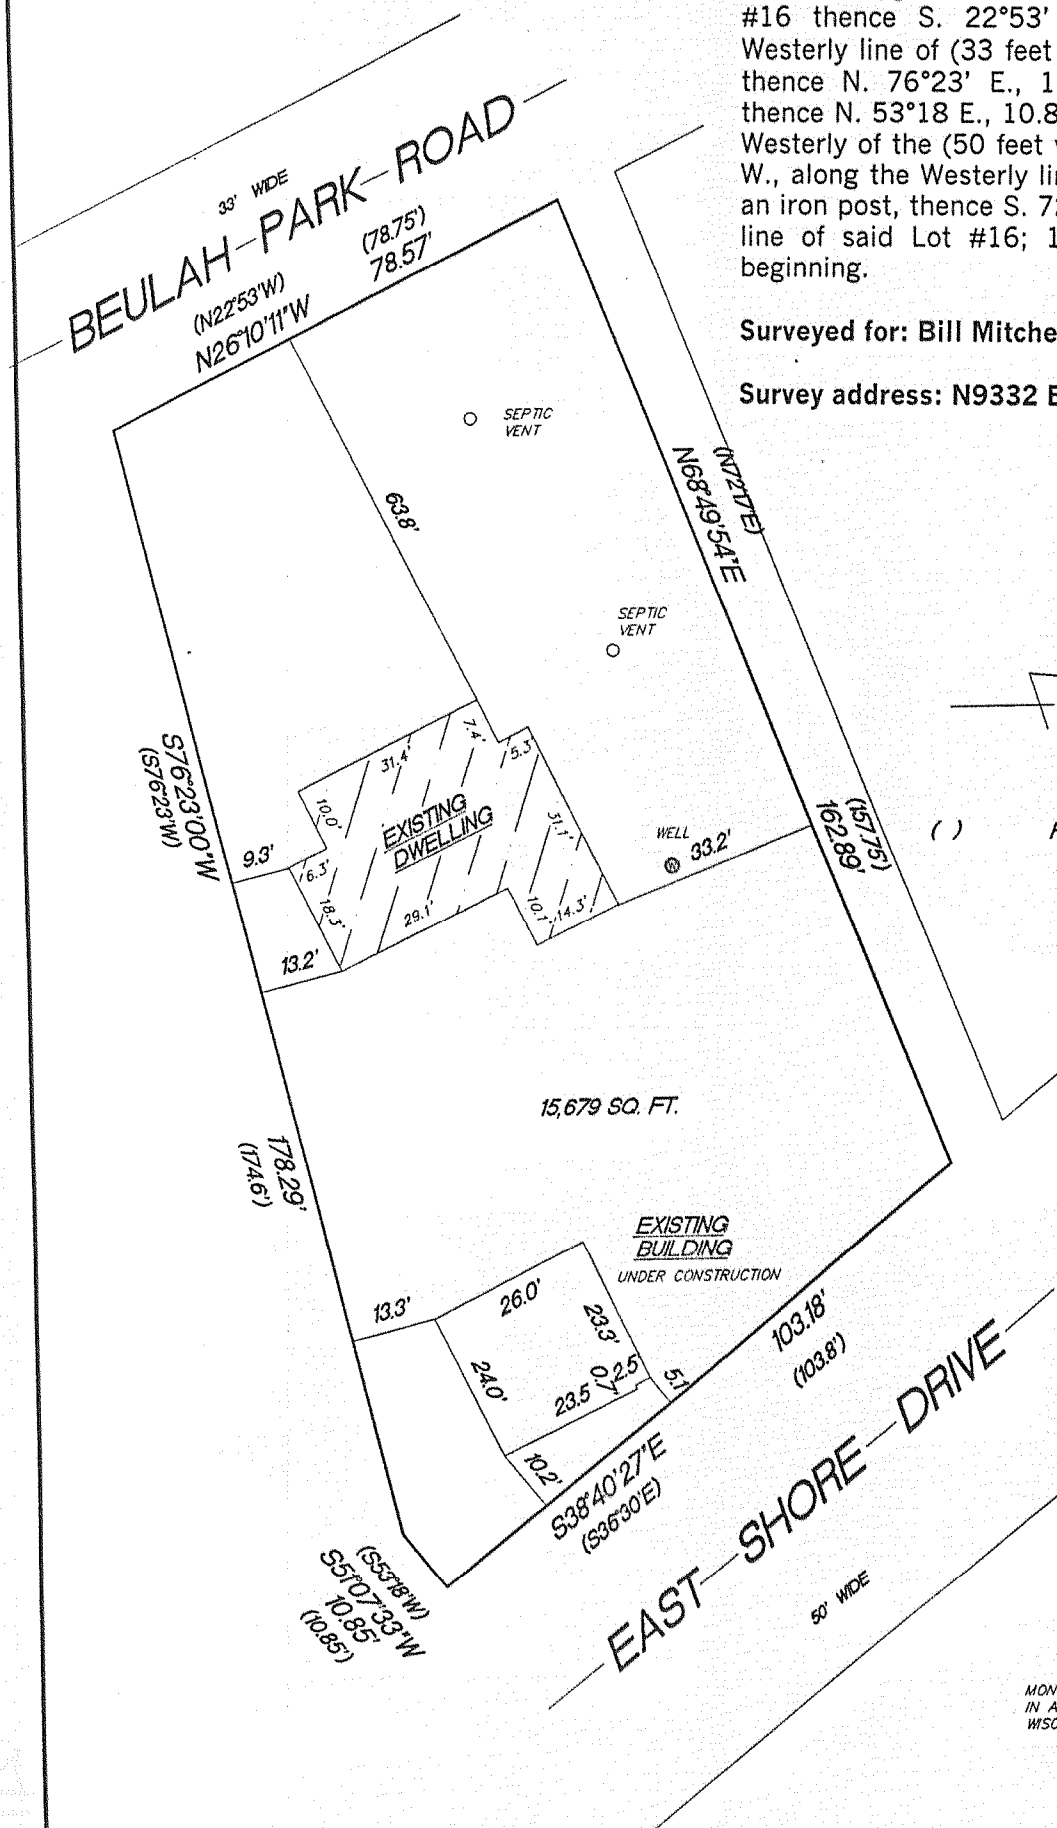 #16 thence S. 22°53'
Westerly line of (33 feet
thence N. 76°23' E., 1
thence N. 53°18 E., 10.8
Westerly of the (50 feet
W., along the Westerly
an iron post, thence S.
line of said Lot #16; 1
beginning.
Surveyed for: Bill
Survey address: N9332
33' WIDE
BEULAH PARK ROAD
(78.75')
78.57'
(N22°53'W)
N26°10'11"W
SEPTIC
VENT
63.8'
(N72°17'E)
N68°49'54"E
SEPTIC
VENT
S76°23'00"W
(S76°23'W)
7.4'
5.3'
31.4'
10.0'
EXISTING
DWELLING
31.1'
WELL
W
33.2'
(157.75')
162.89'
( )
9.3'
6.3'
18.3'
29.1'
10.1'
14.3'
13.2'
15,679 SQ. FT.
178.29'
(174.6')
EXISTING
BUILDING
UNDER CONSTRUCTION
13.3'
26.0'
23.3'
24.0'
23.5
0.7
2.5'
5.1'
10.2'
103.18'
(103.8')
S38°40'27"E
(S36°30'E)
EAST SHORE DRIVE
50' WIDE
(S53°18'W)
S51°07'33"W
10.85'
(10.85')
IN